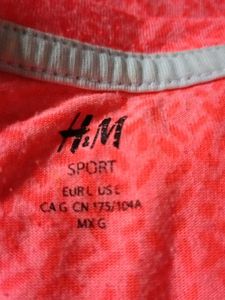 H&M
SPORT
EUR L US L
CA G CN 175/104A
MX G